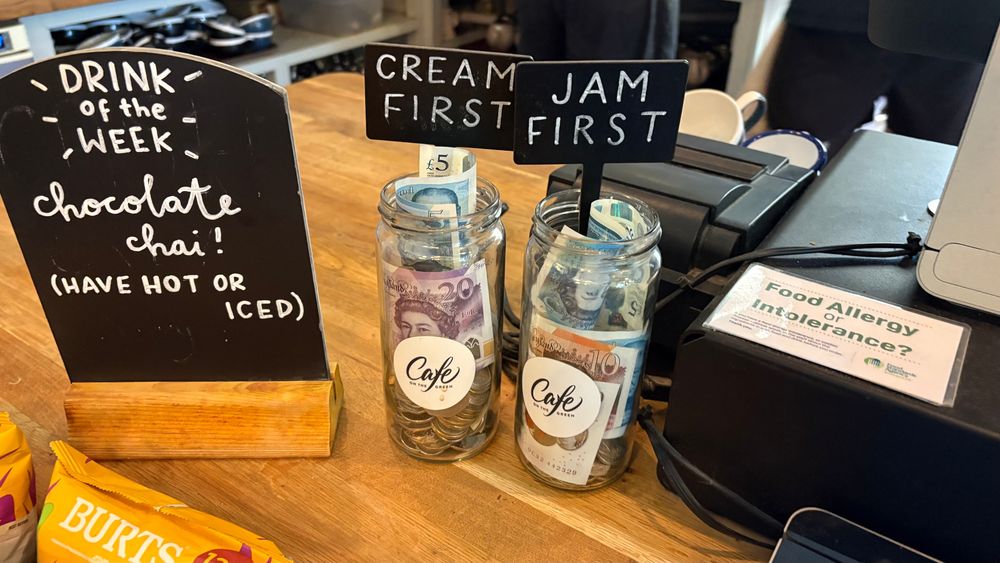 DRINK
of the
WEEK
chocolate
chai!
(HAVE HOT OR
ICED)
CREAM
FIRST
JAM
FIRST
£5
20
Cafe
ON THE GREEN
10
Cafe
ON THE GREEN
Food Allergy
or
Intolerance?
BURTS